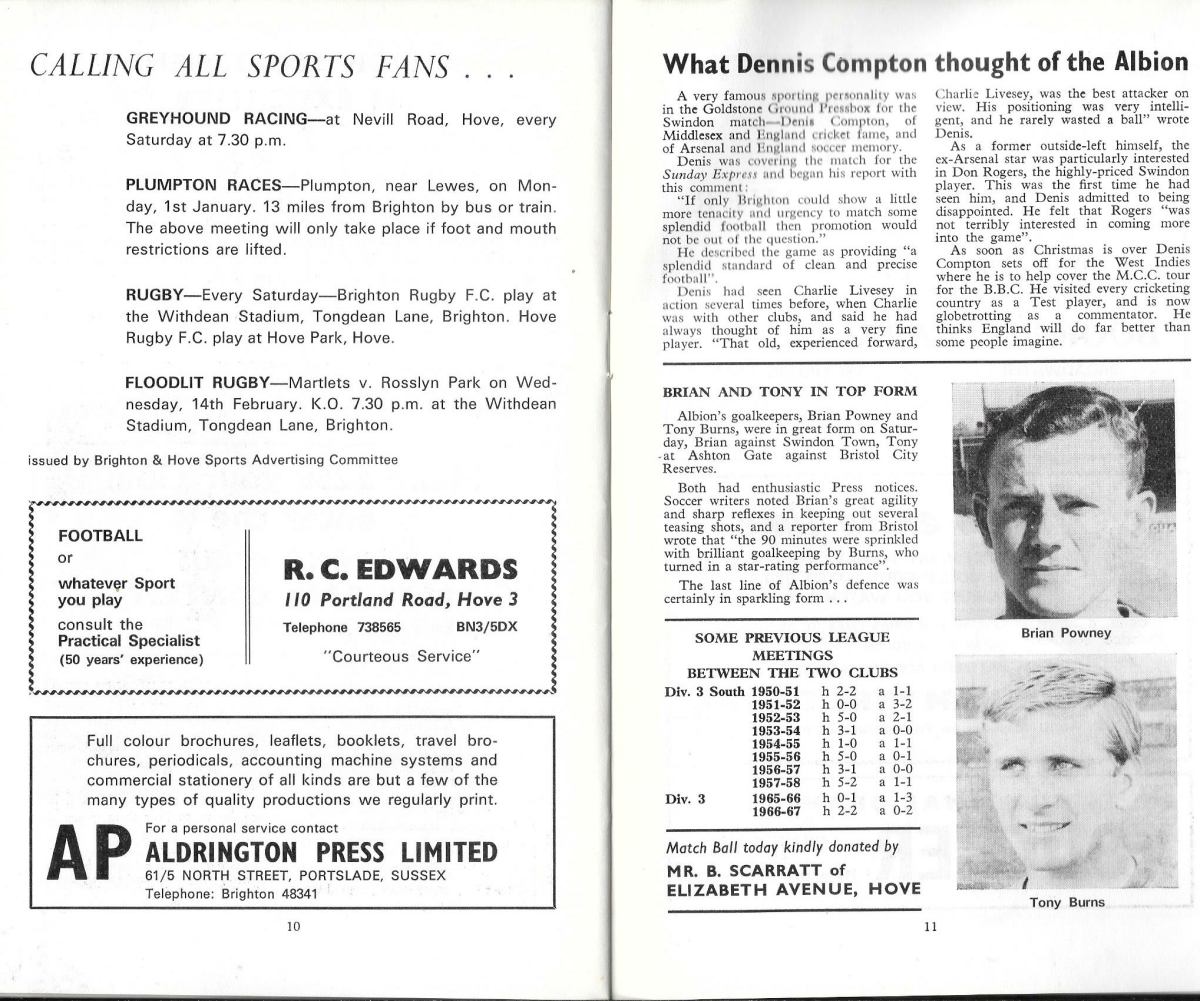 CALLING ALL SPORTS FANS . . .
GREYHOUND RACING—at Nevill Road, Hove, every
Saturday at 7.30 p.m.
PLUMPTON RACES—Plumpton, near Lewes, on Mon-
day, 1st January. 13 miles from Brighton by bus or train.
The above meeting will only take place if foot and mouth
restrictions are lifted.
RUGBY—Every Saturday—Brighton Rugby F.C. play at
the Withdean Stadium, Tongdean Lane, Brighton. Hove
Rugby F.C. play at Hove Park, Hove.
FLOODLIT RUGBY—Martlets v. Rosslyn Park on Wed-
nesday, 14th February. K.O. 7.30 p.m. at the Withdean
Stadium, Tongdean Lane, Brighton.
issued by Brighton & Hove Sports Advertising Committee
FOOTBALL
or
whatever Sport
you play
consult the
Practical Specialist
(50 years' experience)
R. C. EDWARDS
110 Portland Road, Hove 3
Telephone 738565 BN3/5DX
"Courteous Service"
Full colour brochures, leaflets, booklets, travel bro-
chures, periodicals, accounting machine systems and
commercial stationery of all kinds are but a few of the
many types of quality productions we regularly print.
AP
For a personal service contact
ALDRINGTON PRESS LIMITED
61/5 NORTH STREET, PORTSLADE, SUSSEX
Telephone: Brighton 48341
10
What Dennis Compton thought of the Albion
A very famous sporting personality was
in the Goldstone Ground Pressbox for the
Swindon match—Denis Compton, of
Middlesex and England cricket fame, and
of Arsenal and England soccer memory.
Denis was covering the match for the
Sunday Express and began his report with
this comment:
"If only Brighton could show a little
more tenacity and urgency to match some
splendid football then promotion would
not be out of the question."
He described the game as providing "a
splendid standard of clean and precise
football".
Denis had seen Charlie Livesey in
action several times before, when Charlie
was with other clubs, and said he had
always thought of him as a very fine
player. "That old, experienced forward,
Charlie Livesey, was the best attacker on
view. His positioning was very intelli-
gent, and he rarely wasted a ball" wrote
Denis.
As a former outside-left himself, the
ex-Arsenal star was particularly interested
in Don Rogers, the highly-priced Swindon
player. This was the first time he had
seen him, and Denis admitted to being
disappointed. He felt that Rogers "was
not terribly interested in coming more
into the game".
As soon as Christmas is over Denis
Compton sets off for the West Indies
where he is to help cover the M.C.C. tour
for the B.B.C. He visited every cricketing
country as a Test player, and is now
globetrotting as a commentator. He
thinks England will do far better than
some people imagine.
BRIAN AND TONY IN TOP FORM
Albion's goalkeepers, Brian Powney and
Tony Burns, were in great form on Satur-
day, Brian against Swindon Town, Tony
at Ashton Gate against Bristol City
Reserves.
Both had enthusiastic Press notices.
Soccer writers noted Brian's great agility
and sharp reflexes in keeping out several
teasing shots, and a reporter from Bristol
wrote that "the 90 minutes were sprinkled
with brilliant goalkeeping by Burns, who
turned in a star-rating performance".
The last line of Albion's defence was
certainly in sparkling form . . .
Brian Powney
SOME PREVIOUS LEAGUE
MEETINGS
BETWEEN THE TWO CLUBS
Div. 3 South 1950-51 h 2-2 a 1-1
1951-52 h 0-0 a 3-2
1952-53 h 5-0 a 2-1
1953-54 h 3-1 a 0-0
1954-55 h 1-0 a 1-1
1955-56 h 5-0 a 0-1
1956-57 h 3-1 a 0-0
1957-58 h 5-2 a 1-1
Div. 3 1965-66 h 0-1 a 1-3
1966-67 h 2-2 a 0-2
Match Ball today kindly donated by
MR. B. SCARRATT of
ELIZABETH AVENUE, HOVE
Tony Burns
11